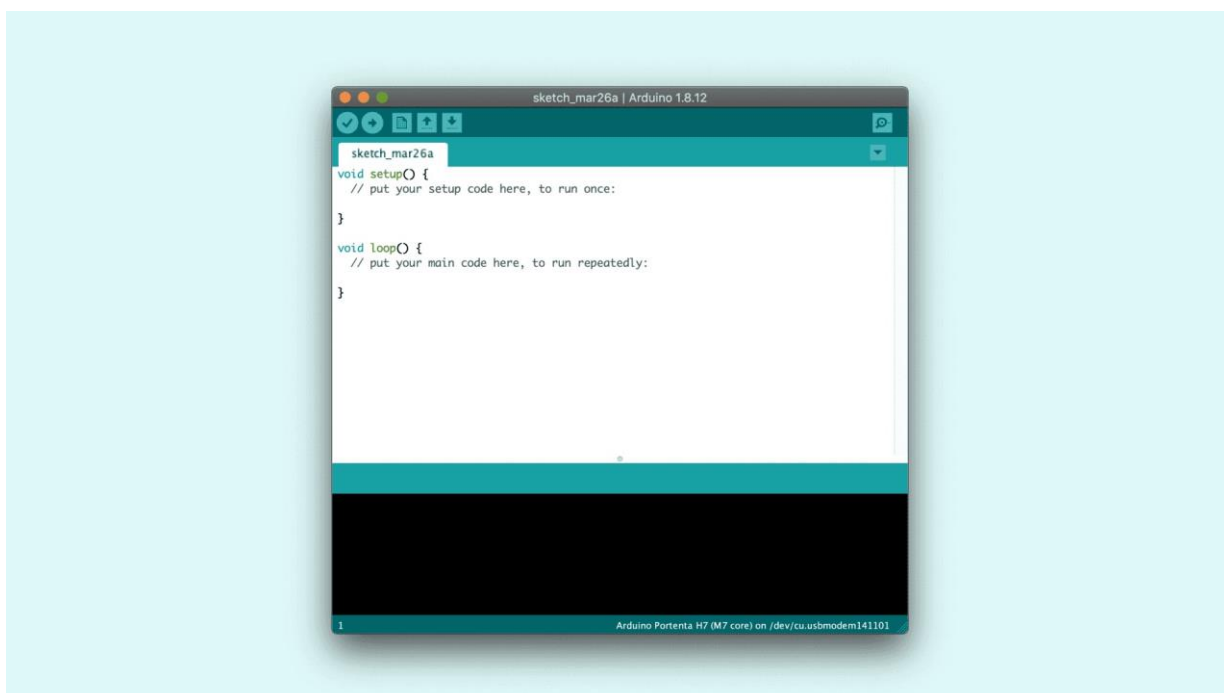 sketch_mar26a | Arduino 1.8.12
sketch_mar26a
void setup() {
  // put your setup code here, to run once:
}
void loop() {
  // put your main code here, to run repeatedly:
}
1
Arduino Portenta H7 (M7 core) on /dev/cu.usbmodem141101